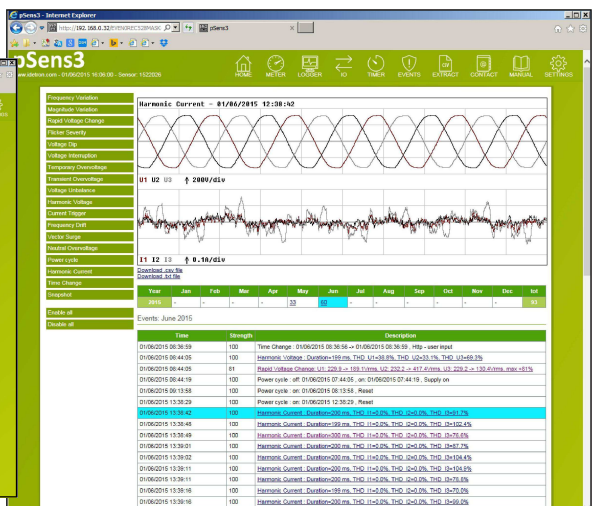 pSens3 - Internet Explorer
http://192.168.0.32/EVENOREC528MASK
pSens3
pSens3
www.idetron.com - 01/06/2015 16:06:00 - Sensor: 1522026
HOME METER LOGGER IO TIMER EVENTS EXTRACT CONTACT MANUAL SETTINGS
Frequency Variation
Magnitude Variation
Rapid Voltage Change
Flicker Severity
Voltage Dip
Voltage Interruption
Temporary Overvoltage
Transient Overvoltage
Voltage Unbalance
Harmonic Voltage
Current Trigger
Frequency Drift
Vector Surge
Neutral Overvoltage
Power cycle
Harmonic Current
Time Change
Snapshot
Enable all
Disable all
Harmonic Current - 01/06/2015 12:38:42
U1 U2 U3 200V/div
I1 I2 I3 0.1A/div
Download .csv file
Download .txt file
Year Jan Feb Mar Apr May Jun Jul Aug Sep Oct Nov Dec tot
2015 - - - - 33 60 - - - - - - 93
Events: June 2015
Time Strength Description
01/06/2015 08:36:59 100 Time Change : 01/06/2015 08:36:56 -> 01/06/2015 08:36:59 , Http - user input
01/06/2015 08:44:05 100 Harmonic Voltage : Duration=199 ms, THD_U1=38.8%, THD_U2=33.1%, THD_U3=69.3%
01/06/2015 08:44:05 81 Rapid Voltage Change: U1: 229.9 -> 189.1Vrms, U2: 232.2 -> 417.4Vrms, U3: 229.2 -> 130.4Vrms, max +81%
01/06/2015 08:44:19 100 Power cycle : off: 01/06/2015 07:44:05 , on: 01/06/2015 07:44:19 , Supply on
01/06/2015 09:13:58 100 Power cycle : on: 01/06/2015 08:13:58 , Reset
01/06/2015 13:38:29 100 Power cycle : on: 01/06/2015 12:38:29 , Reset
01/06/2015 13:38:42 100 Harmonic Current : Duration=200 ms, THD_I1=0.0%, THD_I2=0.0%, THD_I3=91.7%
01/06/2015 13:38:48 100 Harmonic Current : Duration=199 ms, THD_I1=0.0%, THD_I2=0.0%, THD_I3=102.4%
01/06/2015 13:38:49 100 Harmonic Current : Duration=300 ms, THD_I1=0.0%, THD_I2=0.0%, THD_I3=76.6%
01/06/2015 13:39:01 100 Harmonic Current : Duration=200 ms, THD_I1=0.0%, THD_I2=0.0%, THD_I3=87.7%
01/06/2015 13:39:02 100 Harmonic Current : Duration=200 ms, THD_I1=0.0%, THD_I2=0.0%, THD_I3=104.4%
01/06/2015 13:39:11 100 Harmonic Current : Duration=200 ms, THD_I1=0.0%, THD_I2=0.0%, THD_I3=104.9%
01/06/2015 13:39:11 100 Harmonic Current : Duration=200 ms, THD_I1=0.0%, THD_I2=0.0%, THD_I3=78.8%
01/06/2015 13:39:16 100 Harmonic Current : Duration=199 ms, THD_I1=0.0%, THD_I2=0.0%, THD_I3=70.0%
01/06/2015 13:39:16 100 Harmonic Current : Duration=200 ms, THD_I1=0.0%, THD_I2=0.0%, THD_I3=99.0%